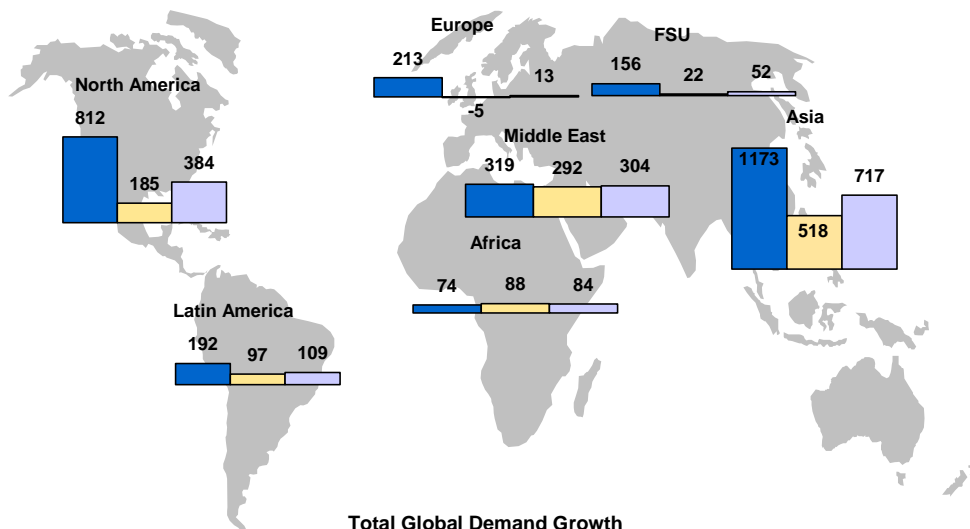 Europe
FSU
213
-5
13
156
22
52
North America
812
185
384
Asia
1173
518
717
Middle East
319
292
304
Africa
74
88
84
Latin America
192
97
109
Total Global Demand Growth